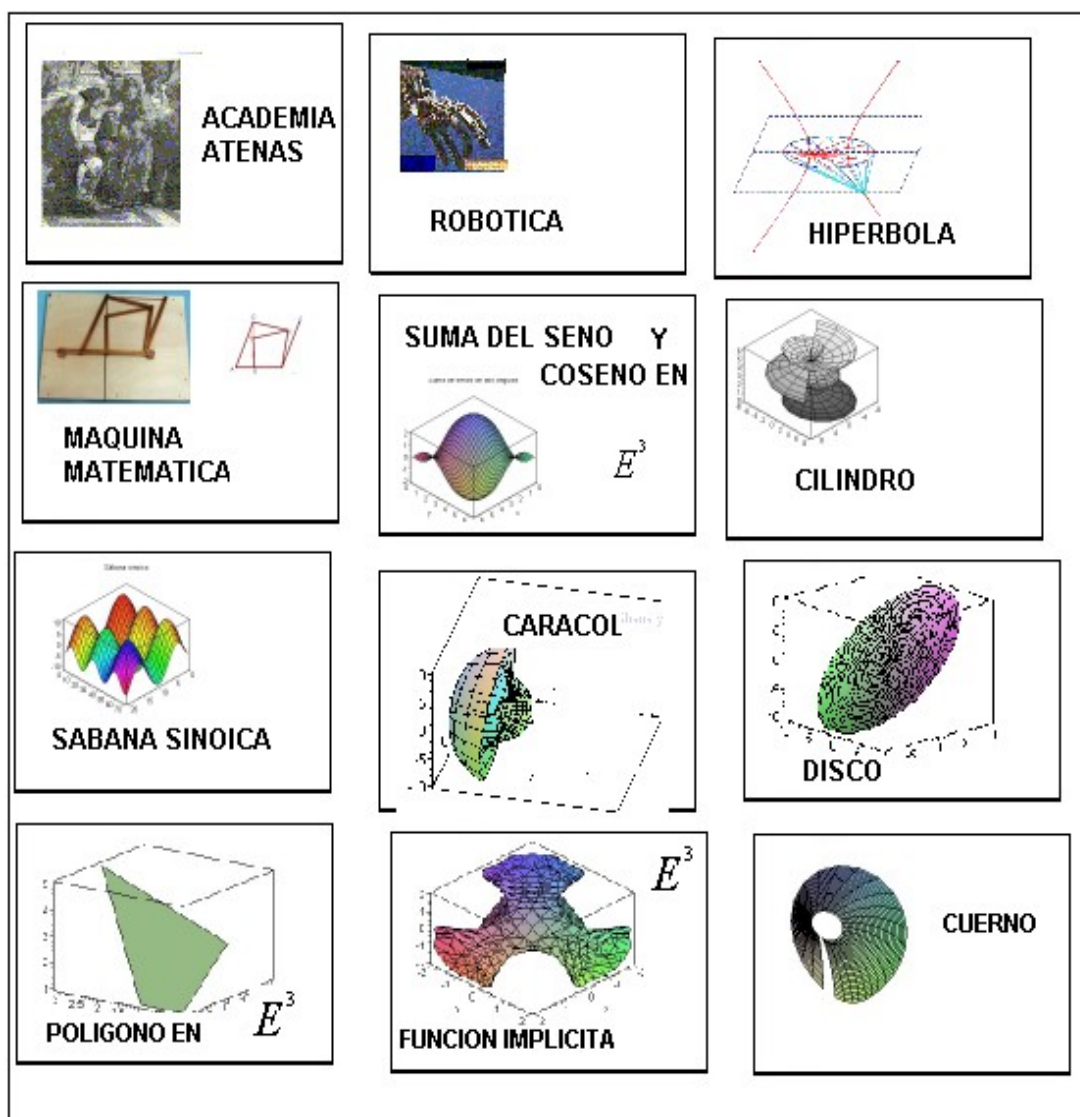 ACADEMIA
ATENAS
ROBOTICA
HIPERBOLA
MAQUINA
MATEMATICA
SUMA DEL SENO Y
COSENO EN
E³
CILINDRO
SABANA SINOICA
CARACOL
DISCO
POLIGONO EN E³
E³
FUNCION IMPLICITA
CUERNO